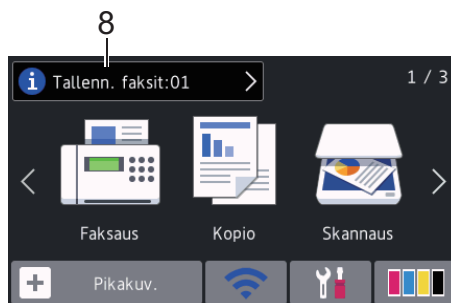 8
Tallenn. faksit:01
1 / 3
Faksaus Kopio Skannaus
Pikakuv.